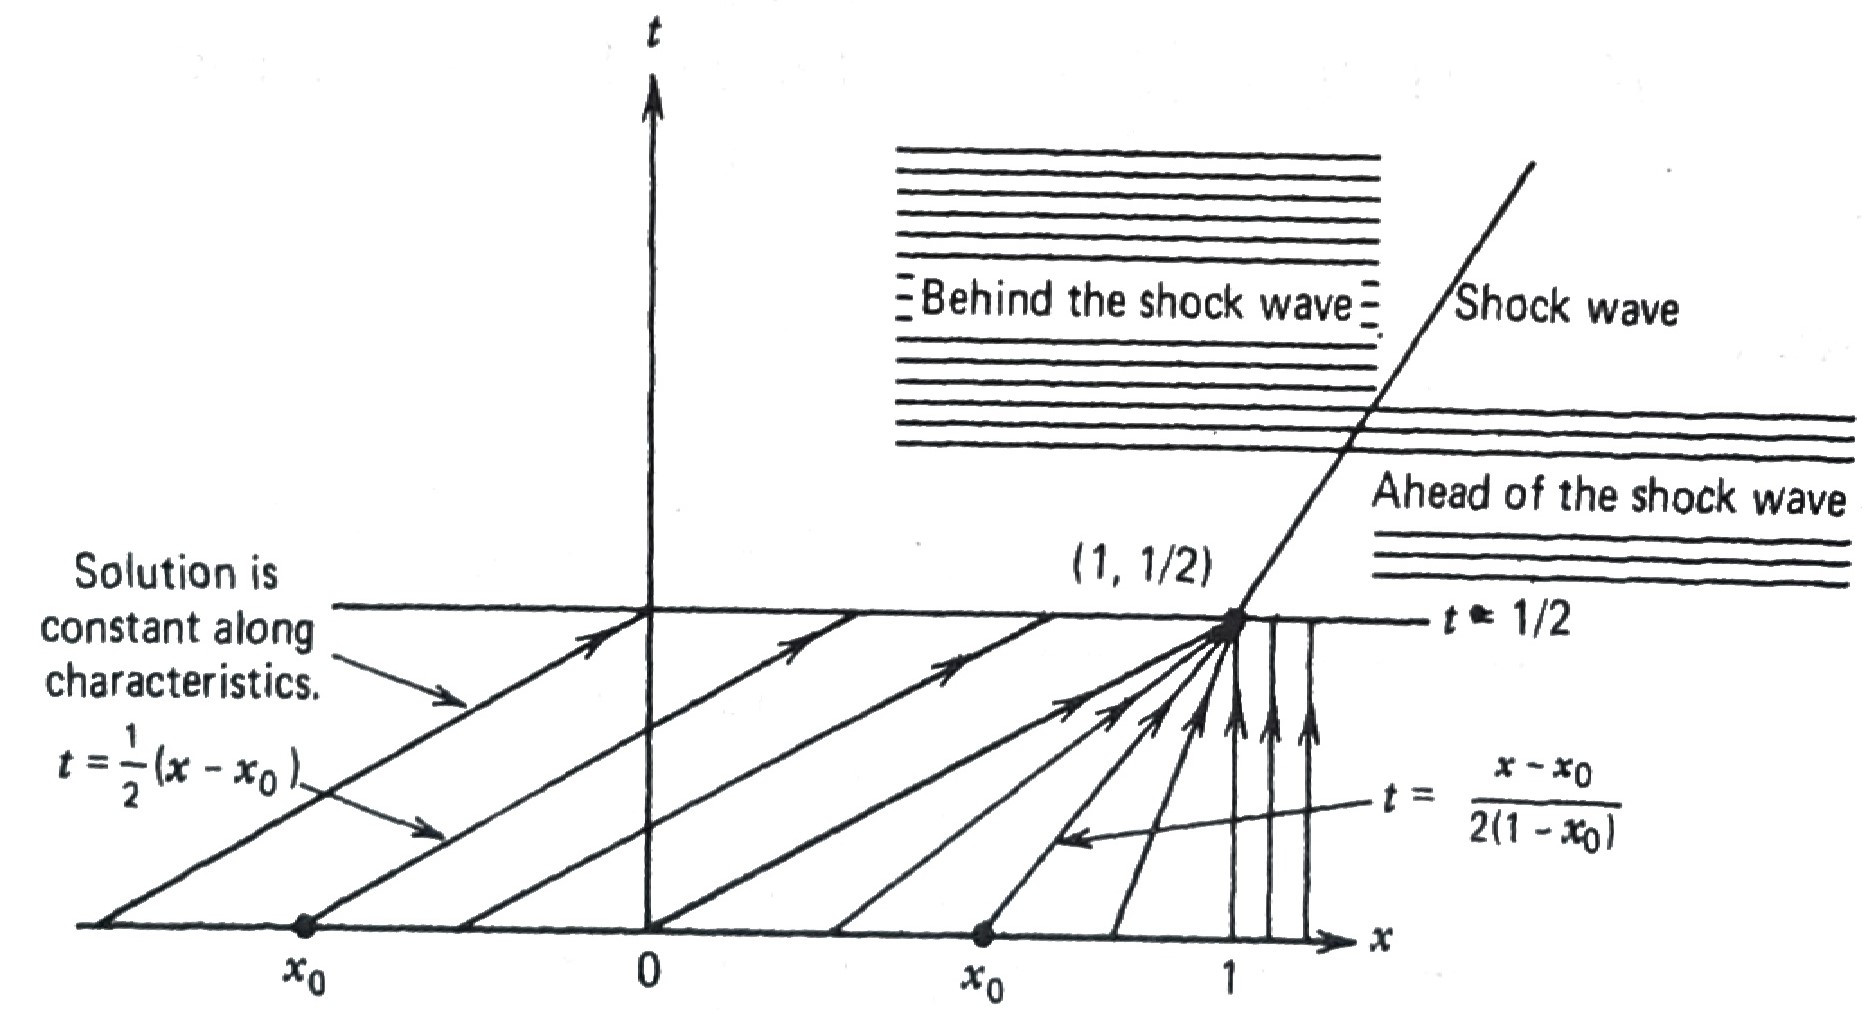 t
Behind the shock wave
Shock wave
Ahead of the shock wave
(1, 1/2)
t = 1/2
Solution is
constant along
characteristics.
t = 1/2 (x - x₀)
t = (x - x₀) / 2(1 - x₀)
x
x₀
0
x₀
1